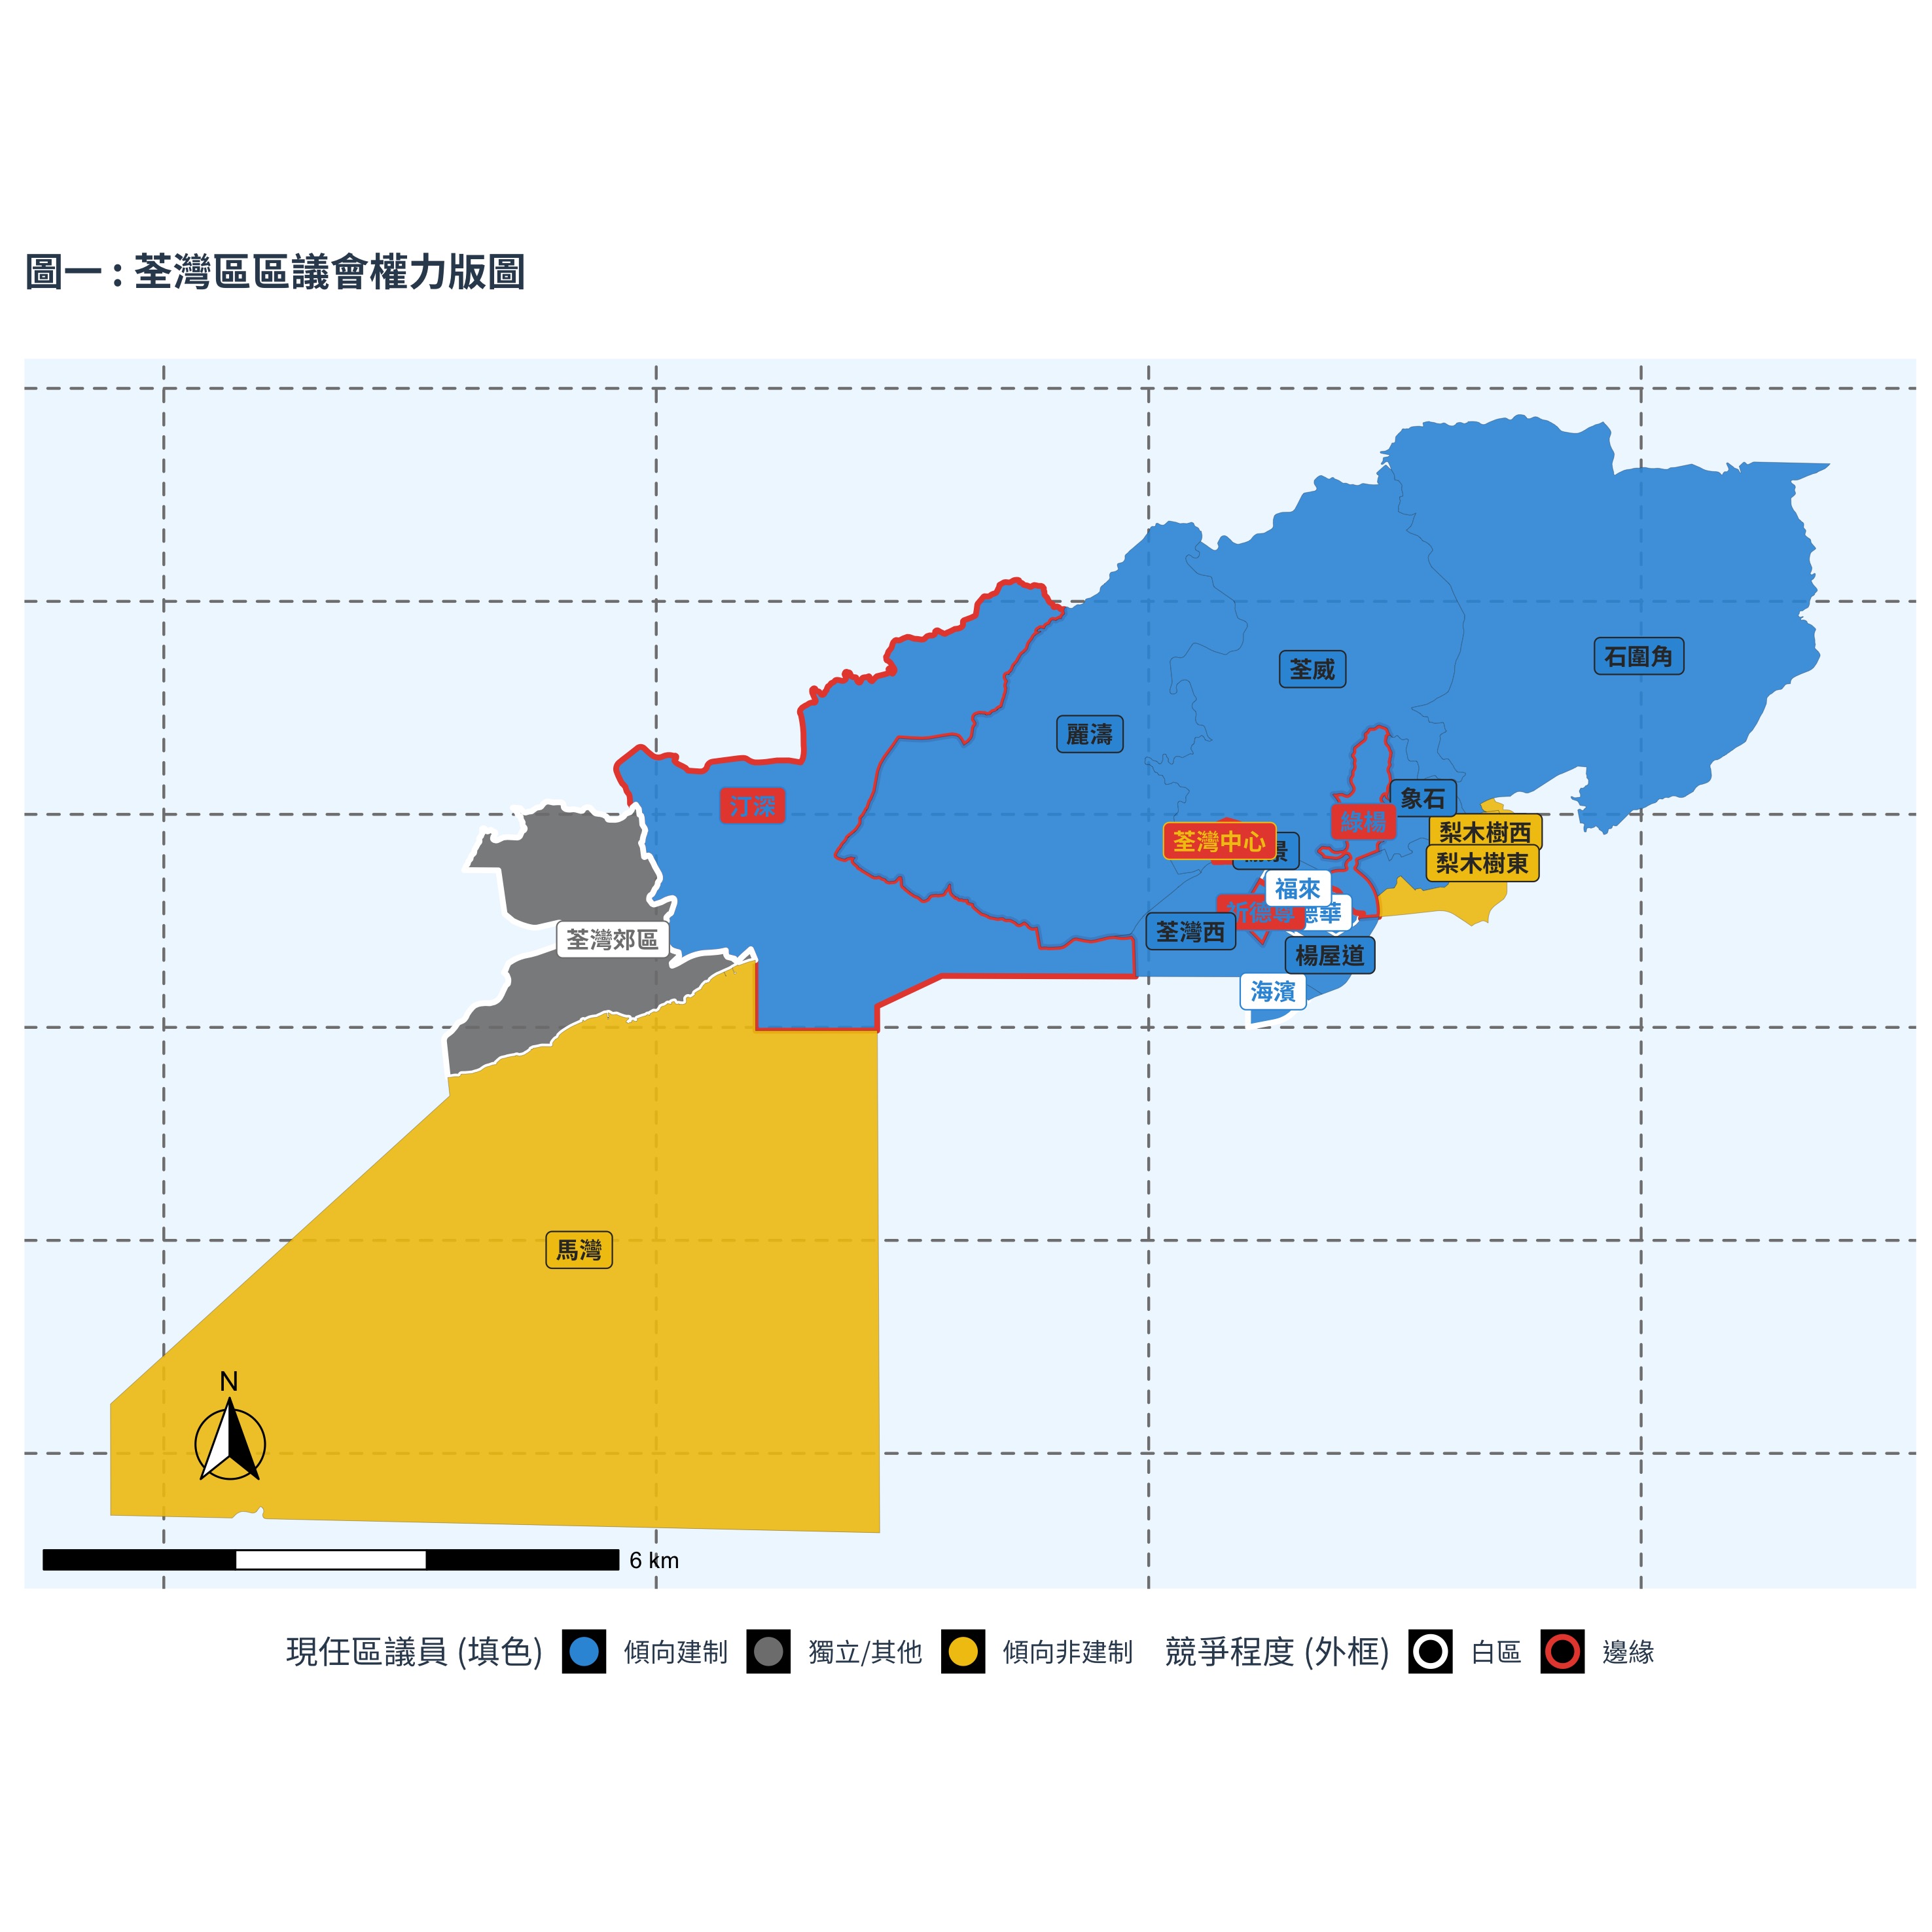 圖一 : 荃灣區區議會權力版圖
石圍角
荃威
麗濤
象石
汀深
綠楊
梨木樹西
荃灣中心
景
梨木樹東
福來
祈德尊
德華
荃灣西
荃灣郊區
楊屋道
海濱
馬灣
N
6 km
現任區議員 (填色) 傾向建制 獨立/其他 傾向非建制 競爭程度 (外框) 白區 邊緣